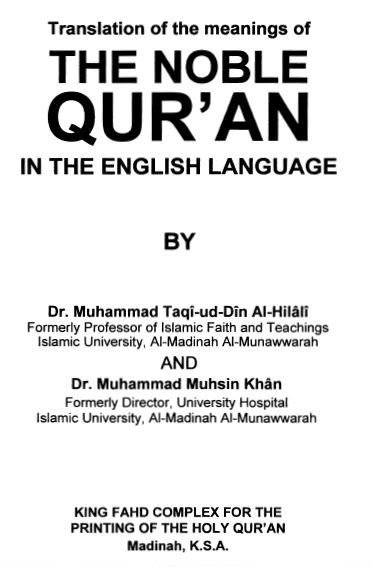 Translation of the meanings of
THE NOBLE
QUR'AN
IN THE ENGLISH LANGUAGE
BY
Dr. Muhammad Taqî-ud-Dîn Al-Hilâlî
Formerly Professor of Islamic Faith and Teachings
Islamic University, Al-Madinah Al-Munawwarah
AND
Dr. Muhammad Muhsin Khân
Formerly Director, University Hospital
Islamic University, Al-Madinah Al-Munawwarah
KING FAHD COMPLEX FOR THE
PRINTING OF THE HOLY QUR'AN
Madinah, K.S.A.